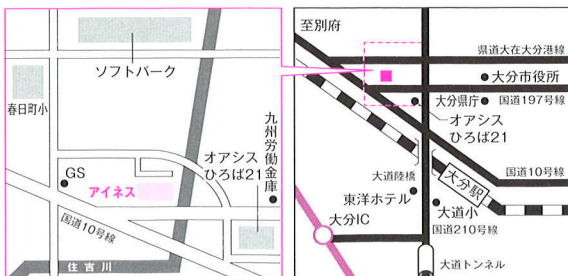 ソフトパーク
春日町小
九州労働金庫
オアシス
ひろば21
GS
アイネス
国道10号線
住吉川
至別府
県道大在大分港線
大分市役所
大分県庁
国道197号線
オアシス
ひろば21
国道10号線
大道陸橋
大分駅
東洋ホテル
大分IC
大道小
国道210号線
大道トンネル